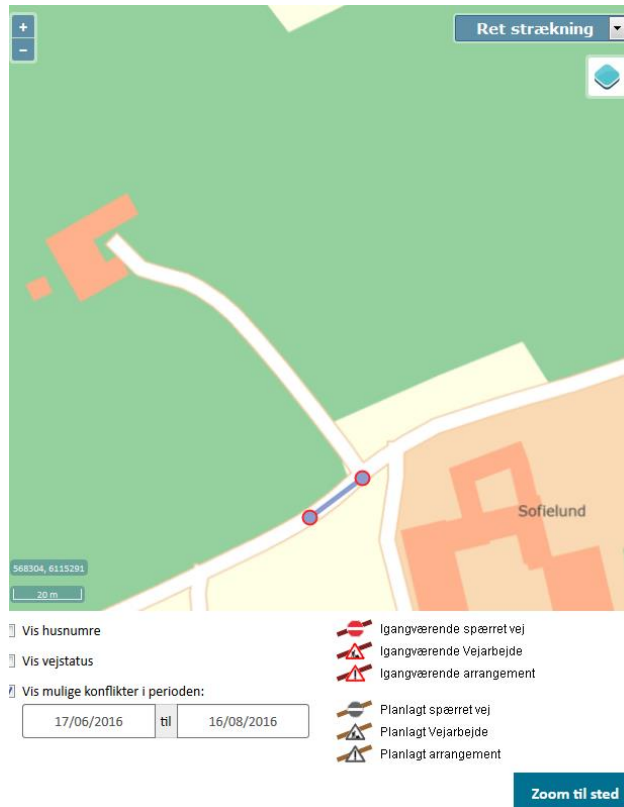 +
Ret strækning
−
Sofielund
568304, 6115291
20 m
Vis husnumre
Vis vejstatus
Vis mulige konflikter i perioden:
17/06/2016 til 16/08/2016
Igangværende spærret vej
Igangværende Vejarbejde
Igangværende arrangement
Planlagt spærret vej
Planlagt Vejarbejde
Planlagt arrangement
Zoom til sted